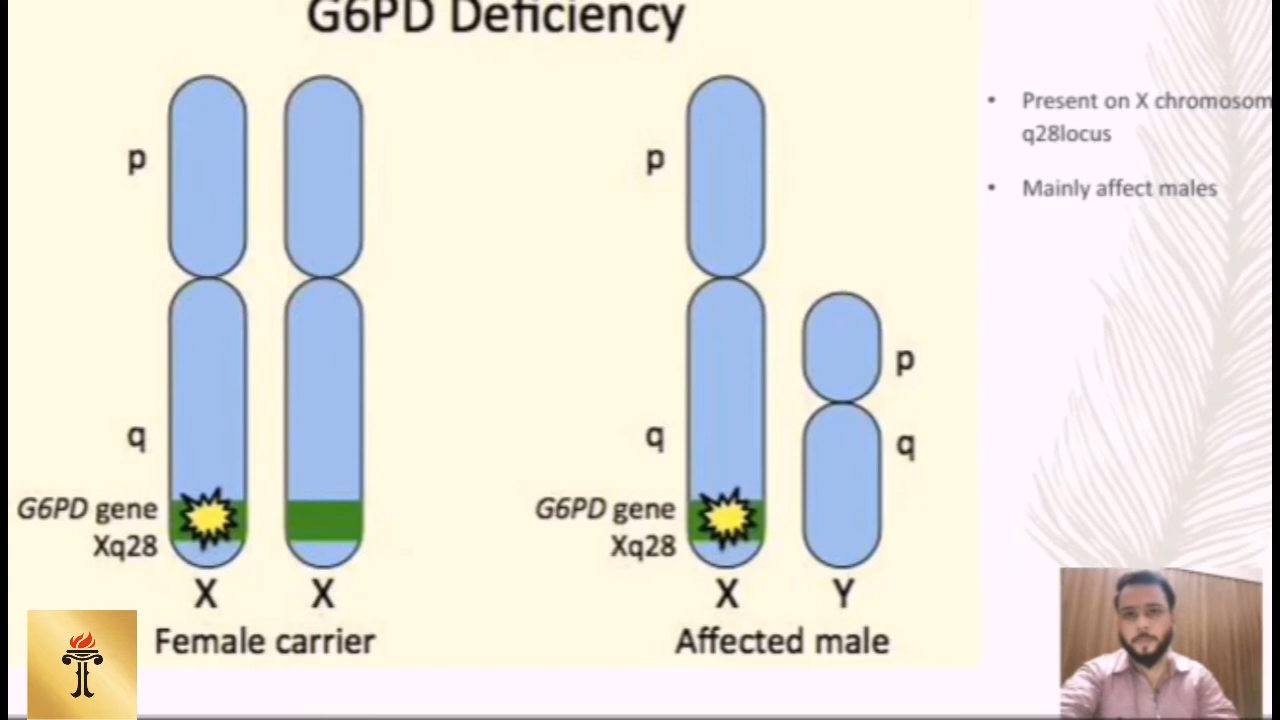 G6PD Deficiency
p
p
q
q
p
q
G6PD gene
Xq28
G6PD gene
Xq28
X
X
X
Y
Female carrier
Affected male
• Present on X chromosom
q28locus
• Mainly affect males